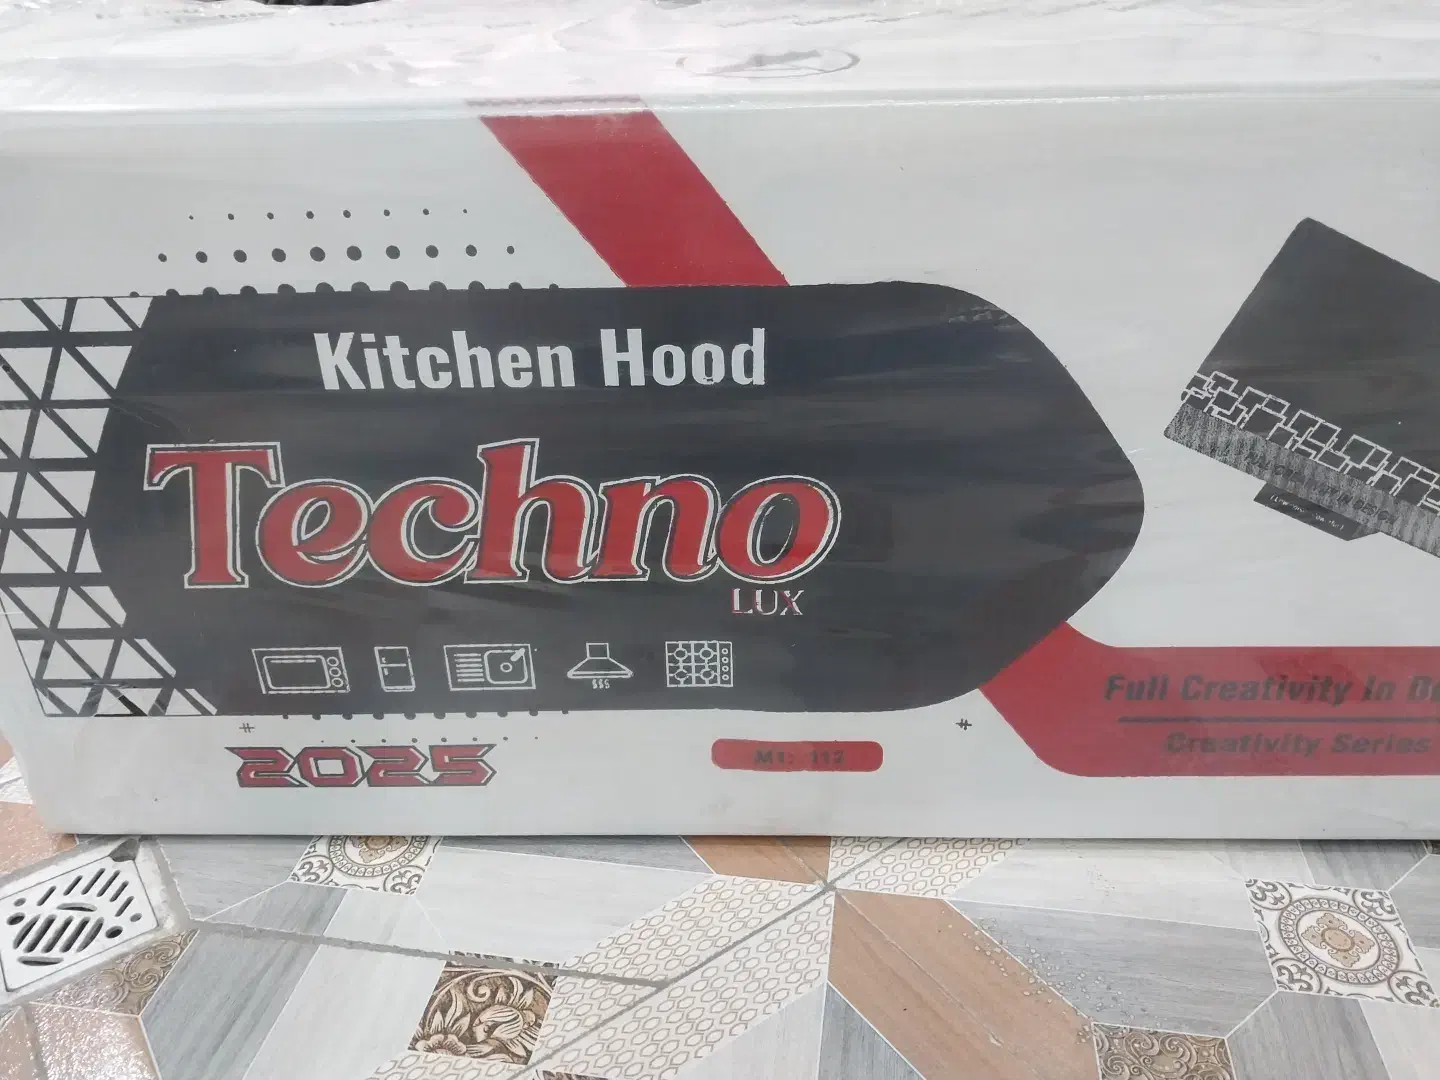 Kitchen Hood
Techno
LUX
#
#
2025
Full Creativity In
Creativity Series